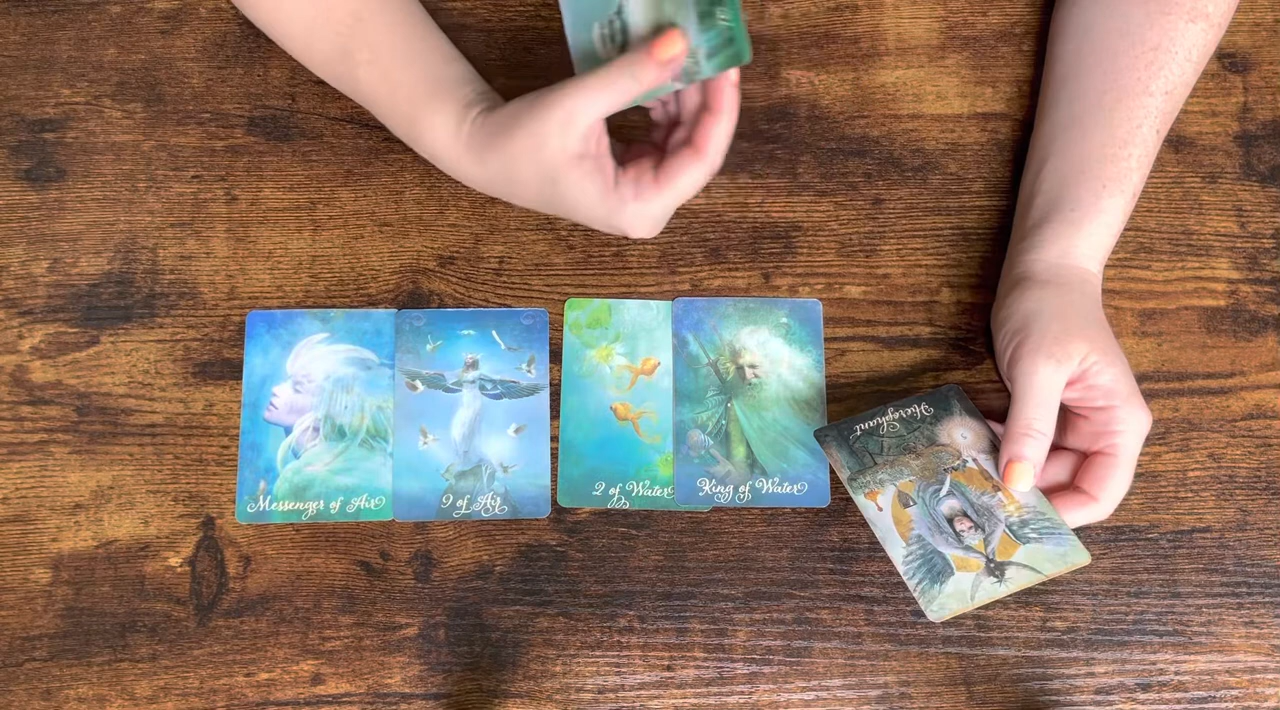 Messenger of Air
9 of Air
2 of Water
King of Water
Hierophant